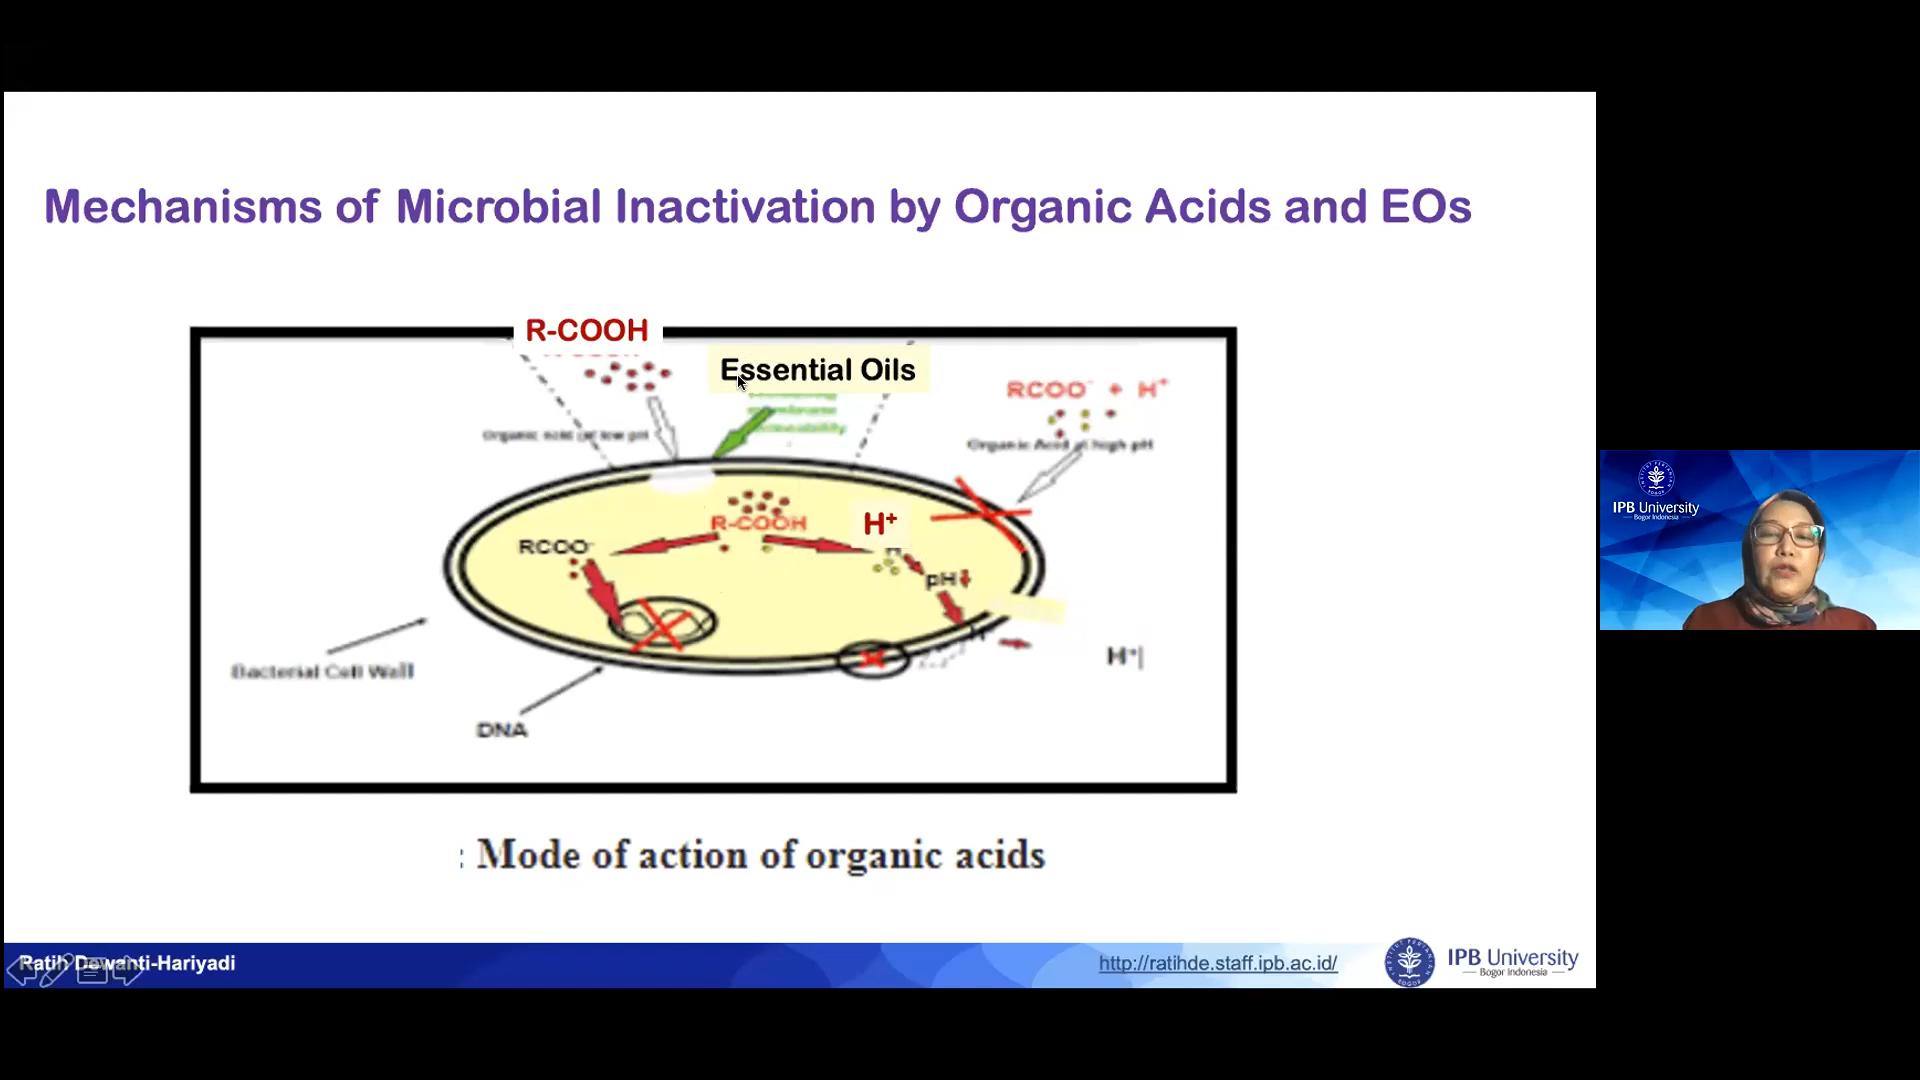 Mechanisms of Microbial Inactivation by Organic Acids and EOs
R-COOH
Essential Oils
RCOO⁻ + H⁺
membrane
permeability
Organic Acid (at low pH
Organic Acid at high pH
R-COOH
H⁺
RCOO⁻
pH
H⁺
H⁺
Bacterial Cell Wall
DNA
: Mode of action of organic acids
Ratih Dewanti-Hariyadi
http://ratihde.staff.ipb.ac.id/
IPB University
Bogor Indonesia
IPB University
Bogor Indonesia